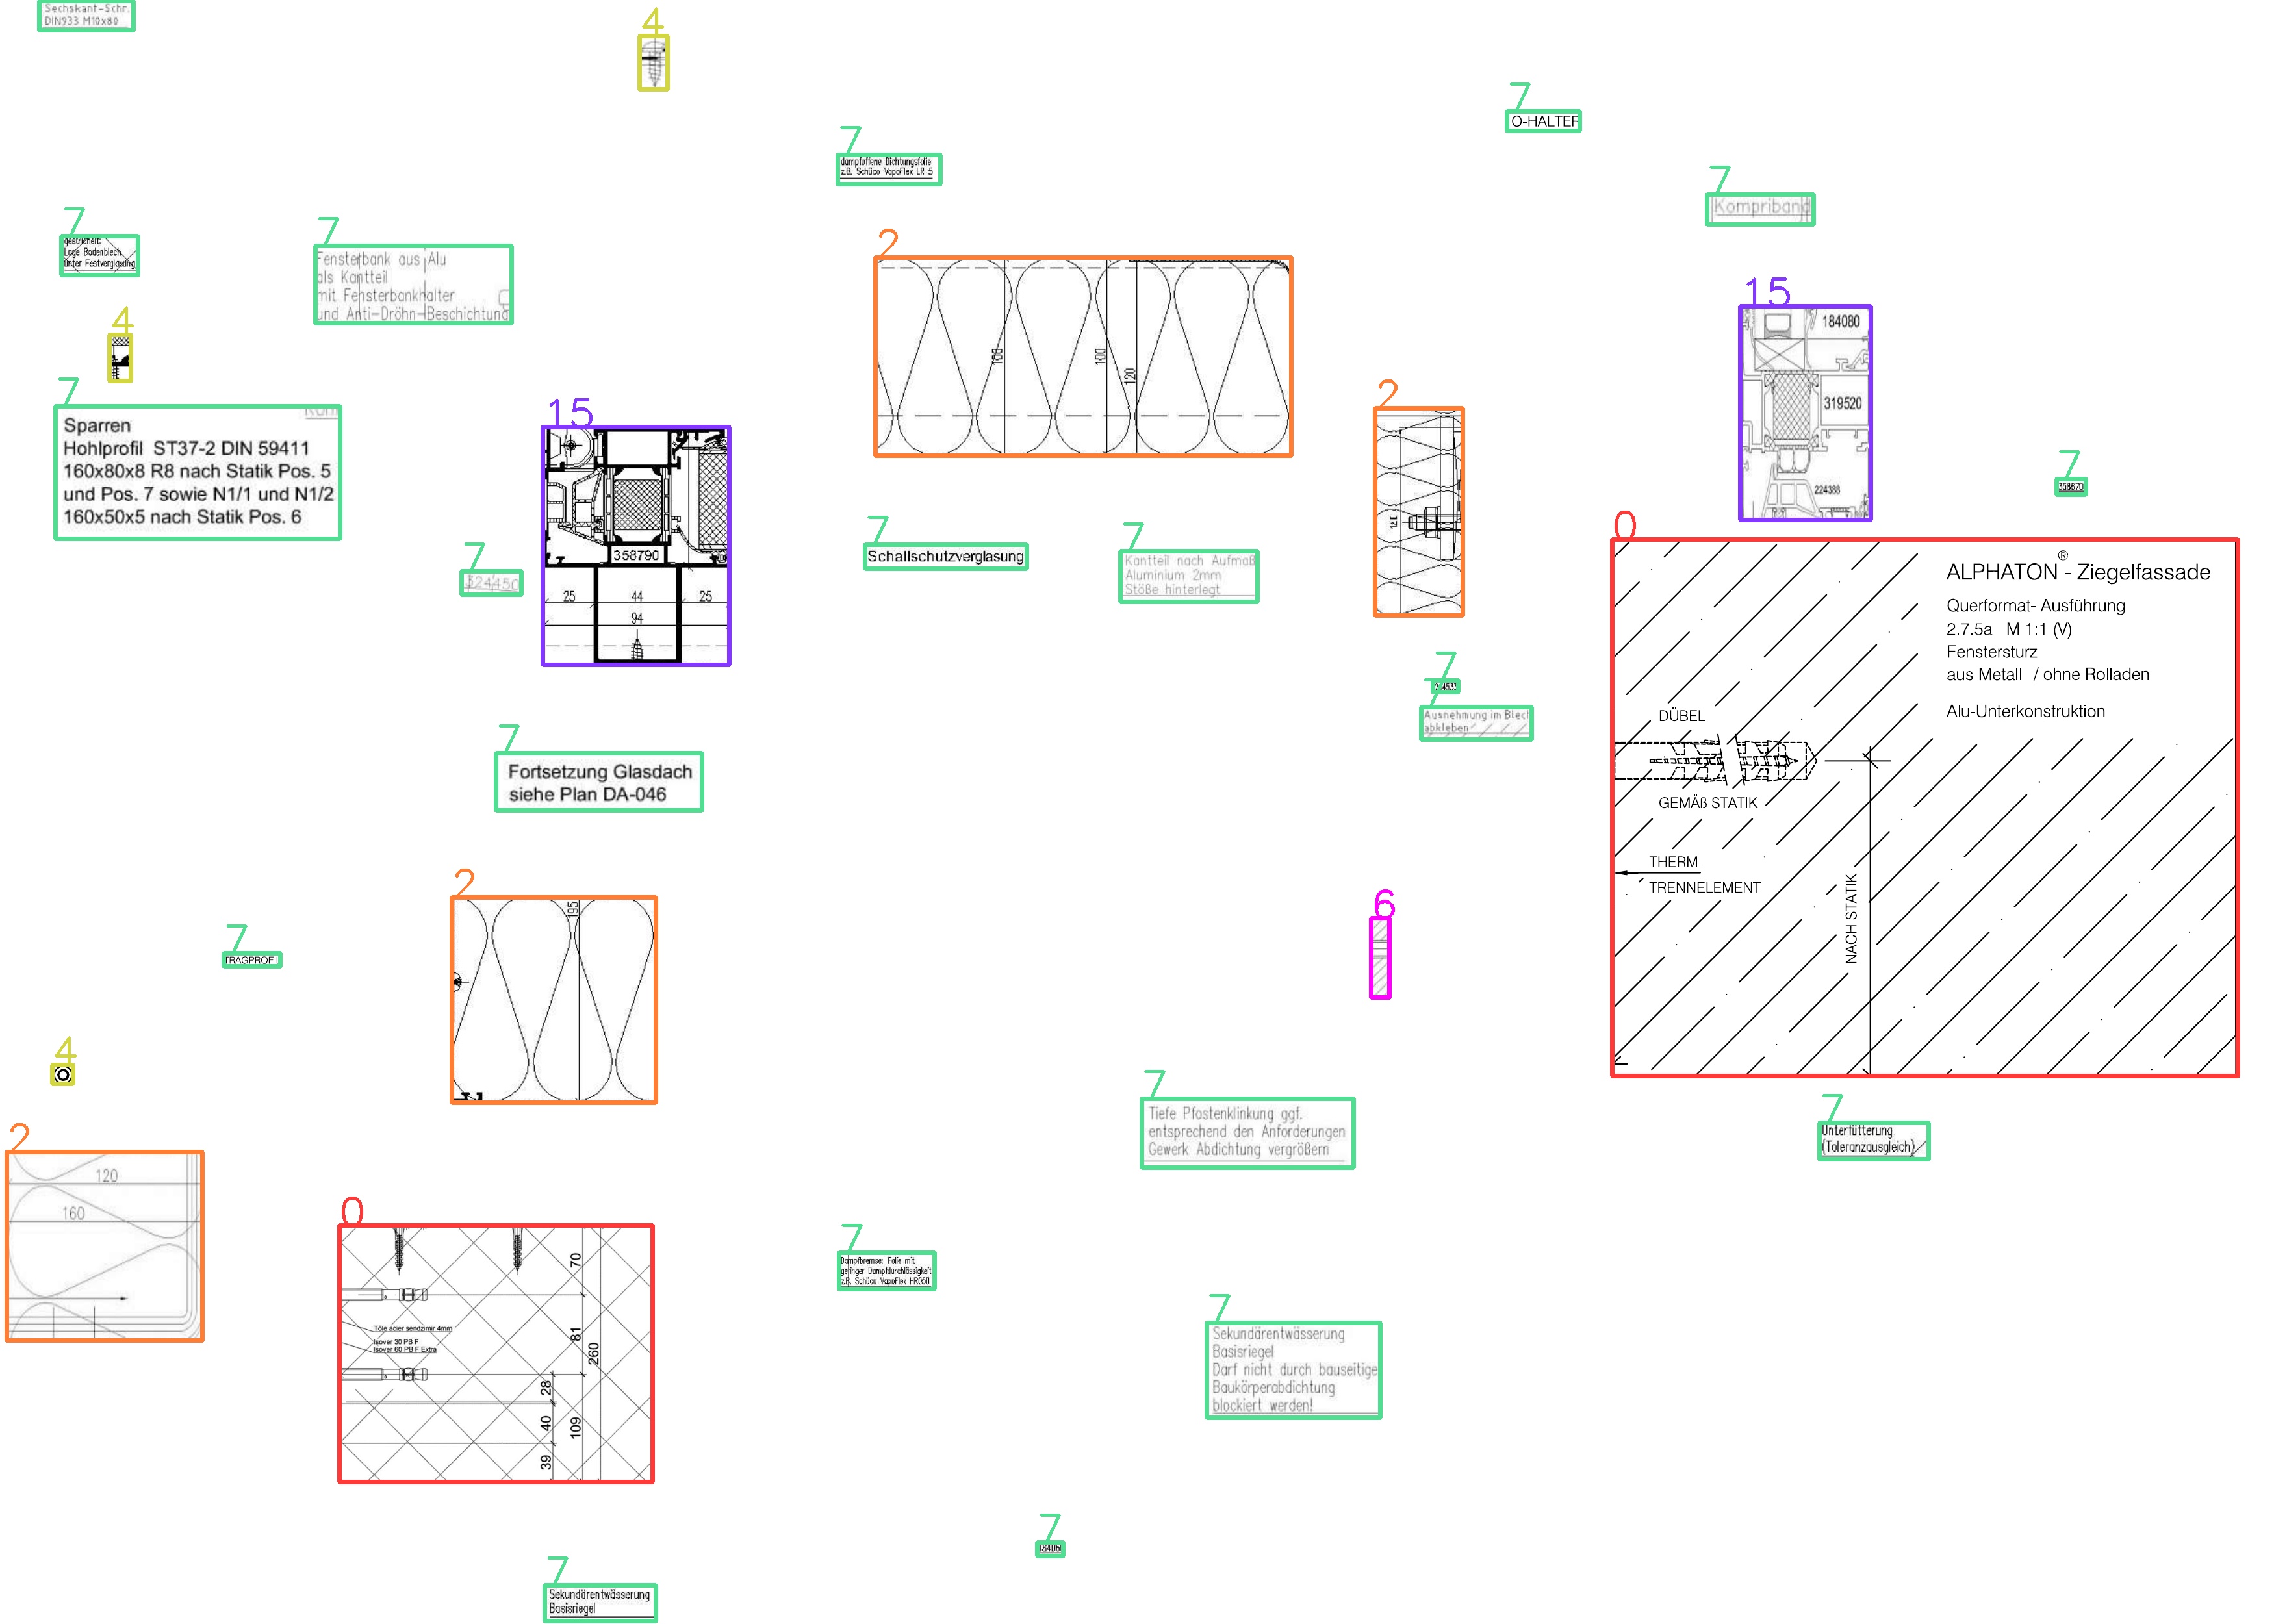 Sechskant-Schr.
DIN933 M10x80
4
7
O-HALTER
7
dampfoffene Dichtungsfolie
z.B. Schüco VapoFlex LR 5
7
Kompriband
7
gestrichelt:
Lage Bodenblech
unter Festverglasung
7
Fensterbank aus Alu
als Kantteil
mit Fensterbankhalter
und Anti-Dröhn-Beschichtung
2
100
100
120
15
184080
319520
224388
4
7
Sparren
Hohlprofil ST37-2 DIN 59411
160x80x8 R8 nach Statik Pos. 5
und Pos. 7 sowie N1/1 und N1/2
160x50x5 nach Statik Pos. 6
15
358790
25 44 25
94
2
7
358670
7
324450
7
Schallschutzverglasung
7
Kantteil nach Aufmaß
Aluminium 2mm
Stöße hinterlegt
0
ALPHATON® - Ziegelfassade
Querformat- Ausführung
2.7.5a M 1:1 (V)
Fenstersturz
aus Metall / ohne Rolladen
Alu-Unterkonstruktion
DÜBEL
GEMÄß STATIK
THERM.
TRENNELEMENT
NACH STATIK
7
7
Ausnehmung im Blech
abkleben
7
Fortsetzung Glasdach
siehe Plan DA-046
2
195
6
7
TRAGPROFIL
4
7
Tiefe Pfostenklinkung ggf.
entsprechend den Anforderungen
Gewerk Abdichtung vergrößern
7
Unterfütterung
(Toleranzausgleich)
2
120
160
0
70
81
260
28
40
109
39
Tôle acier sendzimir 4mm
Isover 30 PB F
Isover 60 PB F Extra
7
Dampfbremse: Folie mit
geringer Dampfdurchlässigkeit
z.B. Schüco VapoFlex HR050
7
Sekundärentwässerung
Basisriegel
Darf nicht durch bauseitige
Baukörperabdichtung
blockiert werden!
7
7
Sekundärentwässerung
Basisriegel